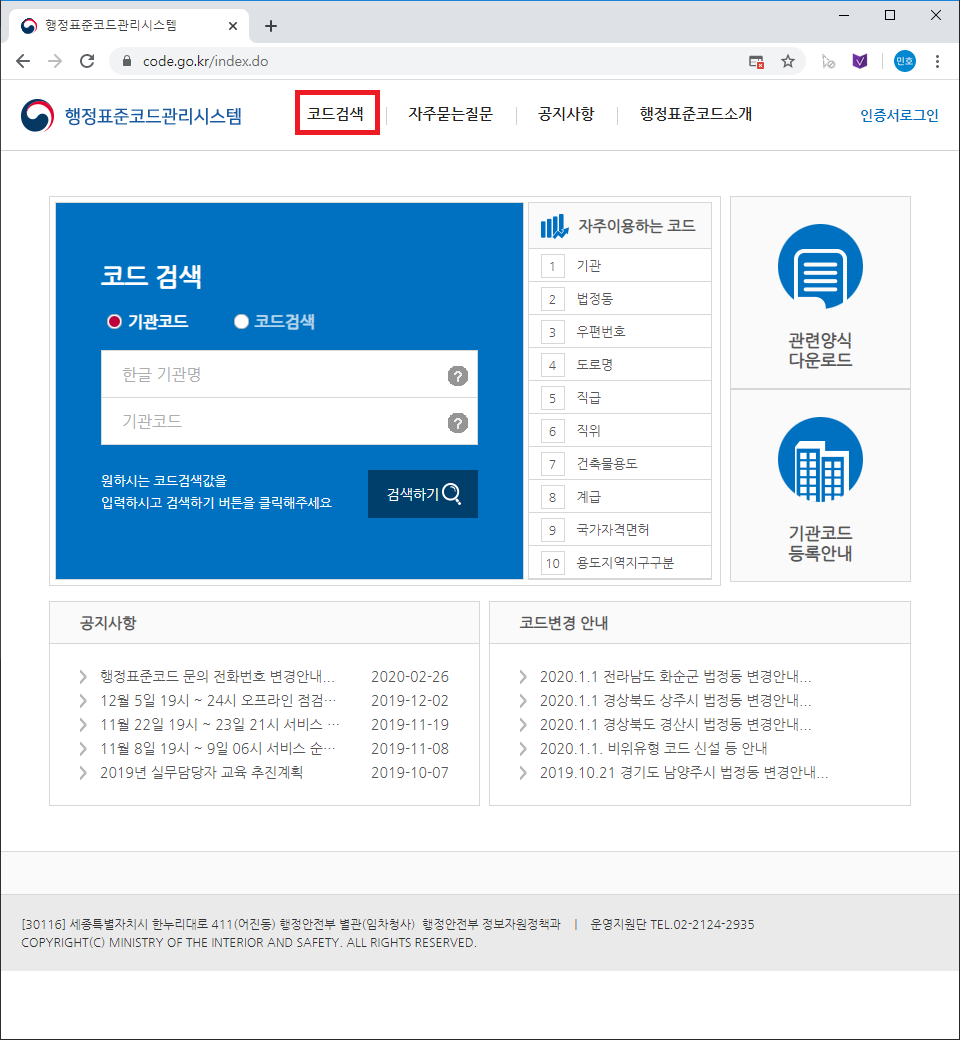 행정표준코드관리시스템
code.go.kr/index.do
민호
행정표준코드관리시스템
코드검색
자주묻는질문
공지사항
행정표준코드소개
인증서로그인
코드 검색
기관코드
코드검색
한글 기관명
?
기관코드
?
원하시는 코드검색값을
입력하시고 검색하기 버튼을 클릭해주세요
검색하기
자주이용하는 코드
1 기관
2 법정동
3 우편번호
4 도로명
5 직급
6 직위
7 건축물용도
8 계급
9 국가자격면허
10 용도지역지구구분
관련양식
다운로드
기관코드
등록안내
공지사항
행정표준코드 문의 전화번호 변경안내... 2020-02-26
12월 5일 19시 ~ 24시 오프라인 점검… 2019-12-02
11월 22일 19시 ~ 23일 21시 서비스 … 2019-11-19
11월 8일 19시 ~ 9일 06시 서비스 순… 2019-11-08
2019년 실무담당자 교육 추진계획 2019-10-07
코드변경 안내
2020.1.1 전라남도 화순군 법정동 변경안내...
2020.1.1 경상북도 상주시 법정동 변경안내...
2020.1.1 경상북도 경산시 법정동 변경안내...
2020.1.1. 비위유형 코드 신설 등 안내
2019.10.21 경기도 남양주시 법정동 변경안내...
[30116] 세종특별자치시 한누리대로 411(어진동) 행정안전부 별관(임차청사) 행정안전부 정보자원정책과 | 운영지원단 TEL.02-2124-2935
COPYRIGHT(C) MINISTRY OF THE INTERIOR AND SAFETY. ALL RIGHTS RESERVED.